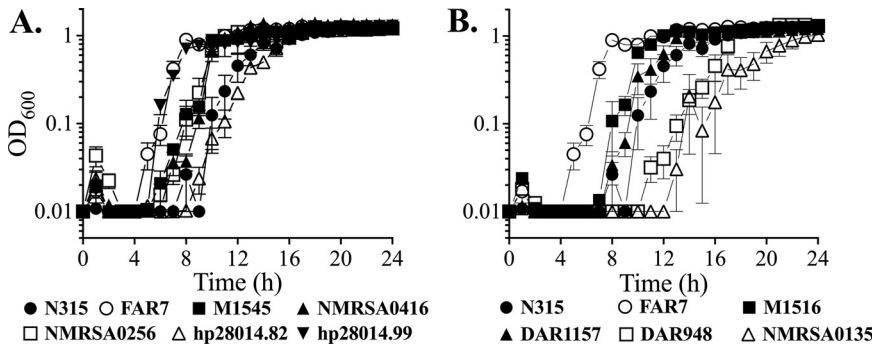 A.
B.
OD600
1
0.1
0.01
0 4 8 12 16 20 24
Time (h)
1
0.1
0.01
0 4 8 12 16 20 24
Time (h)
N315 FAR7 M1545 NMRSA0416
NMRSA0256 hp28014.82 hp28014.99
N315 FAR7 M1516
DAR1157 DAR948 NMRSA0135